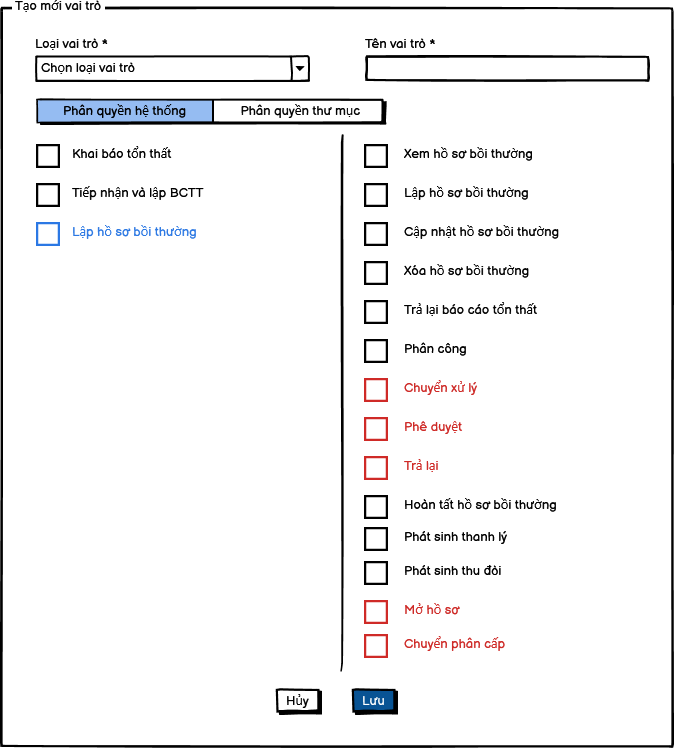 Tạo mới vai trò
Loại vai trò *
Tên vai trò *
Chọn loại vai trò
Phân quyền hệ thống
Phân quyền thư mục
Khai báo tổn thất
Tiếp nhận và lập BCTT
Lập hồ sơ bồi thường
Xem hồ sơ bồi thường
Lập hồ sơ bồi thường
Cập nhật hồ sơ bồi thường
Xóa hồ sơ bồi thường
Trả lại báo cáo tổn thất
Phân công
Chuyển xử lý
Phê duyệt
Trả lại
Hoàn tất hồ sơ bồi thường
Phát sinh thanh lý
Phát sinh thu đòi
Mở hồ sơ
Chuyển phân cấp
Hủy
Lưu